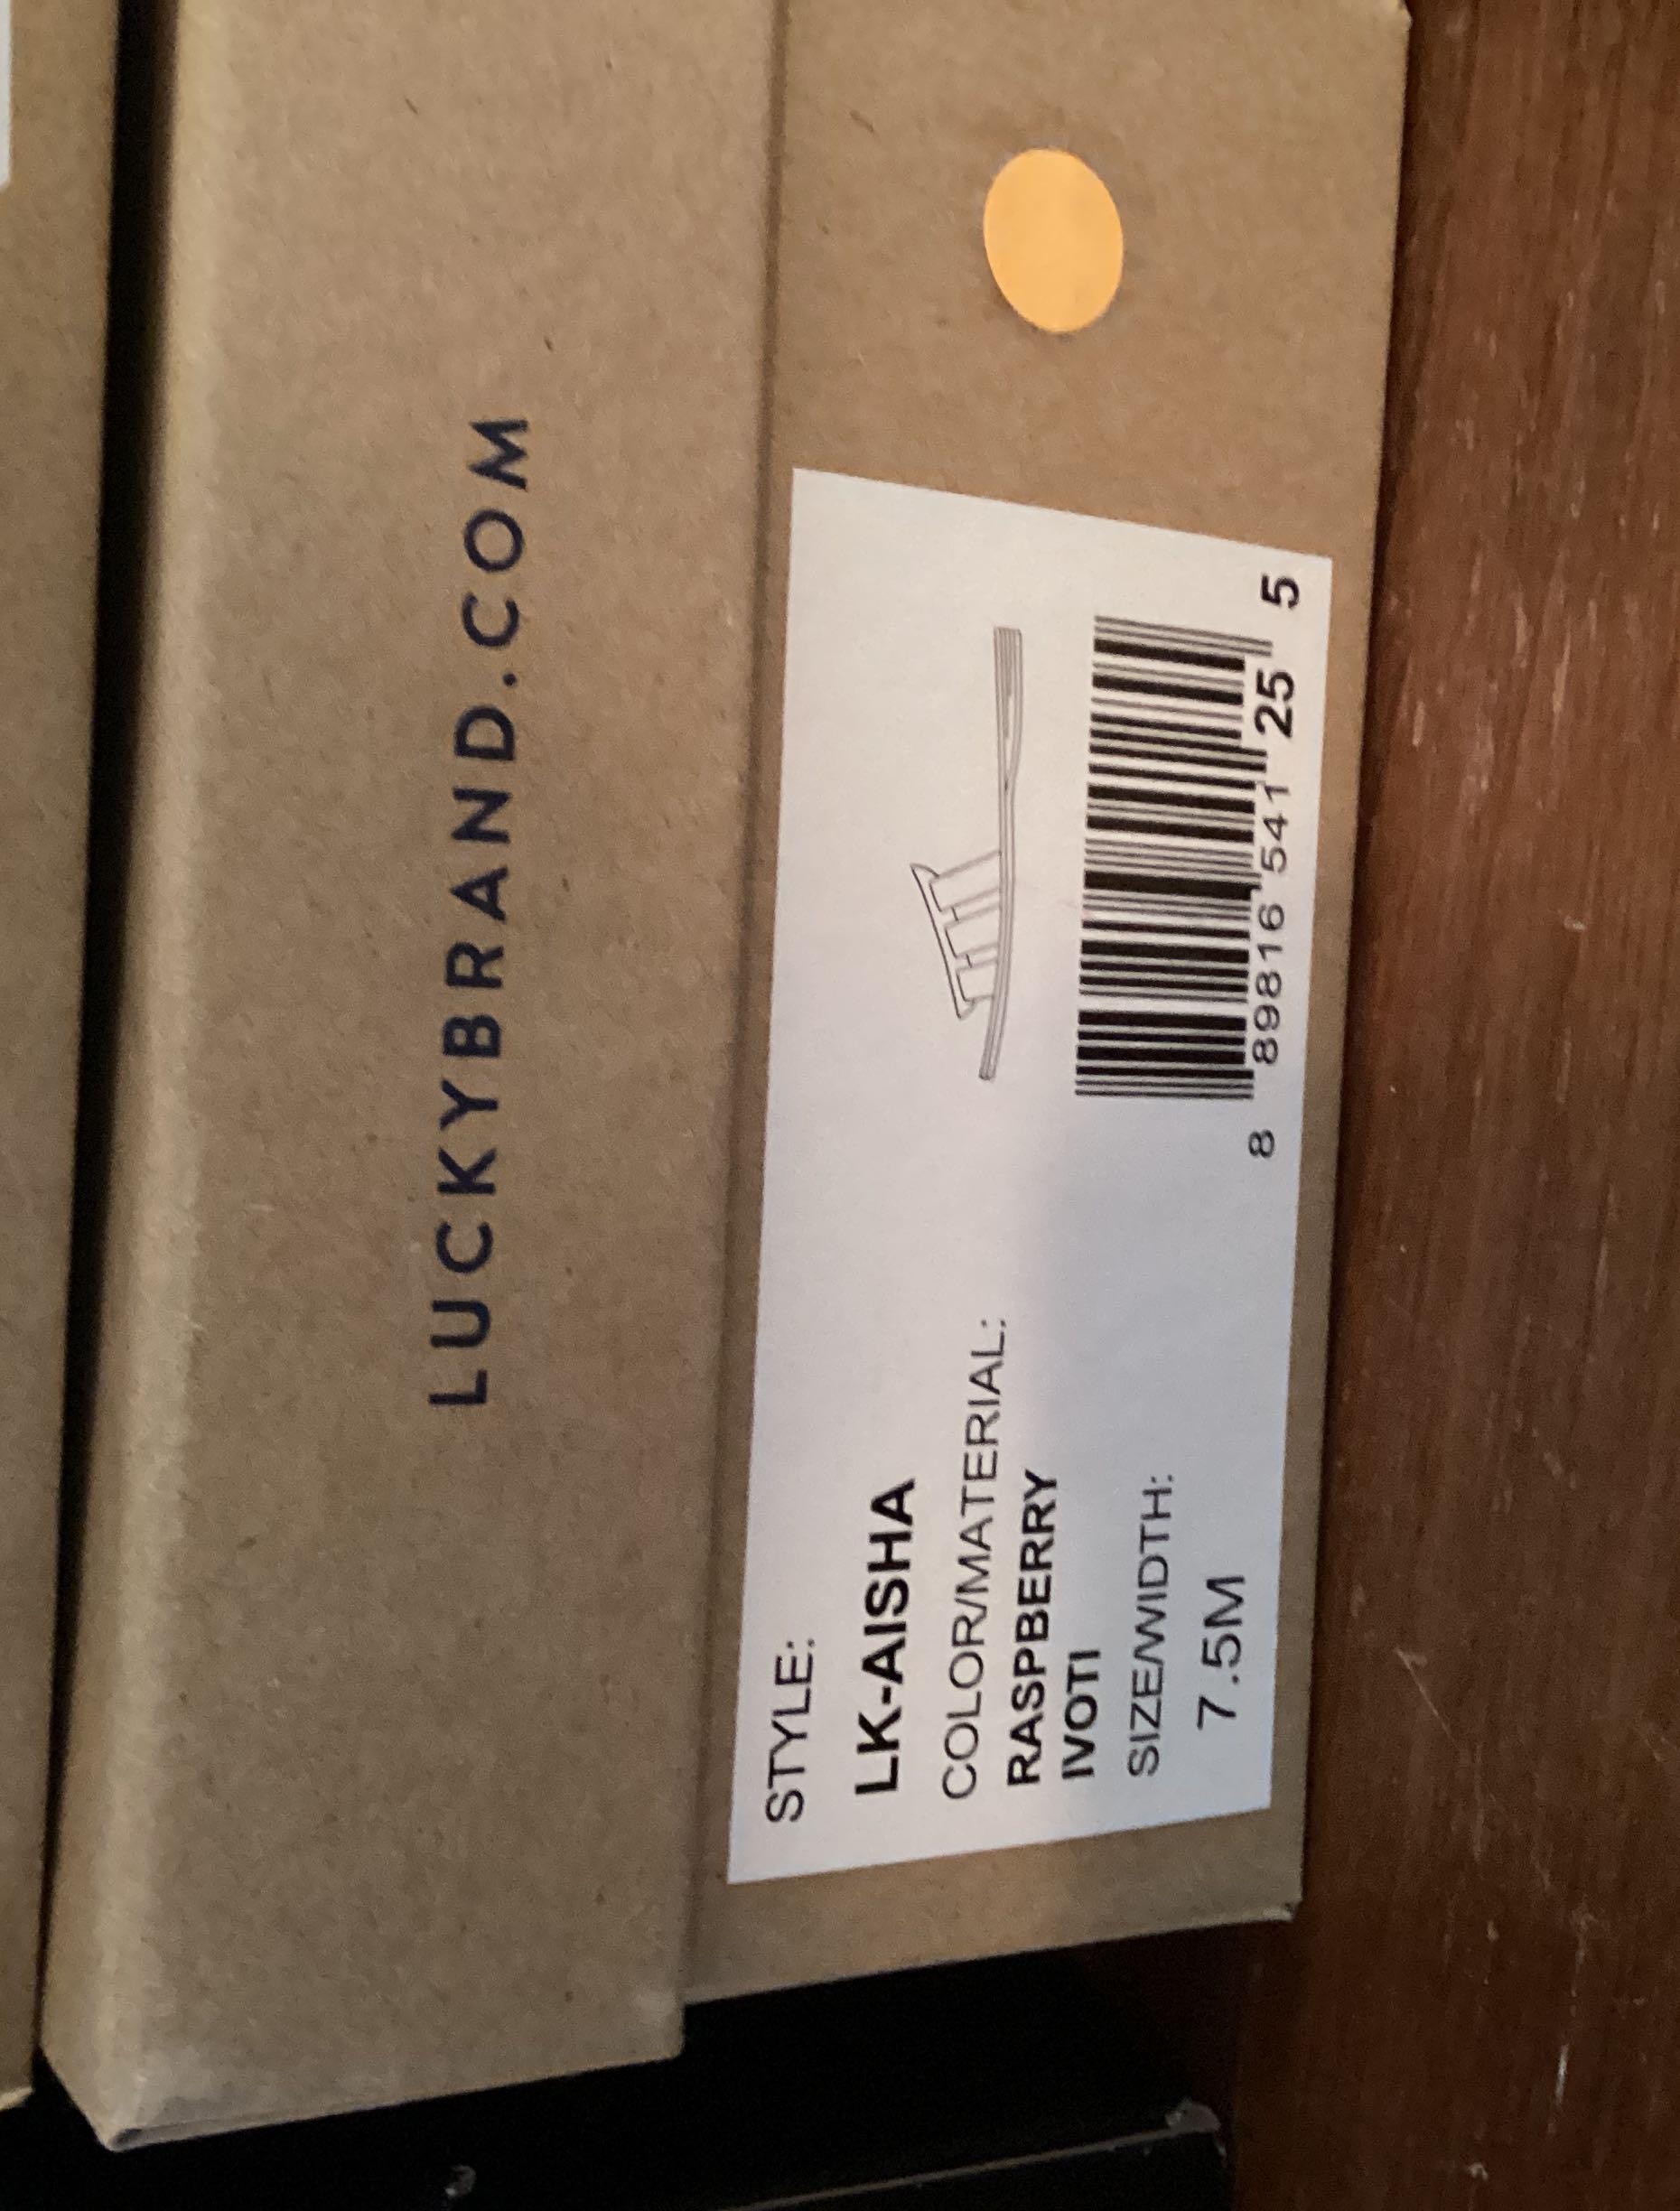 LUCKYBRAND.COM
STYLE:
LK-AISHA
COLOR/MATERIAL:
RASPBERRY
IVOTI
SIZE/WIDTH:
7.5M
8 89816 54125 5